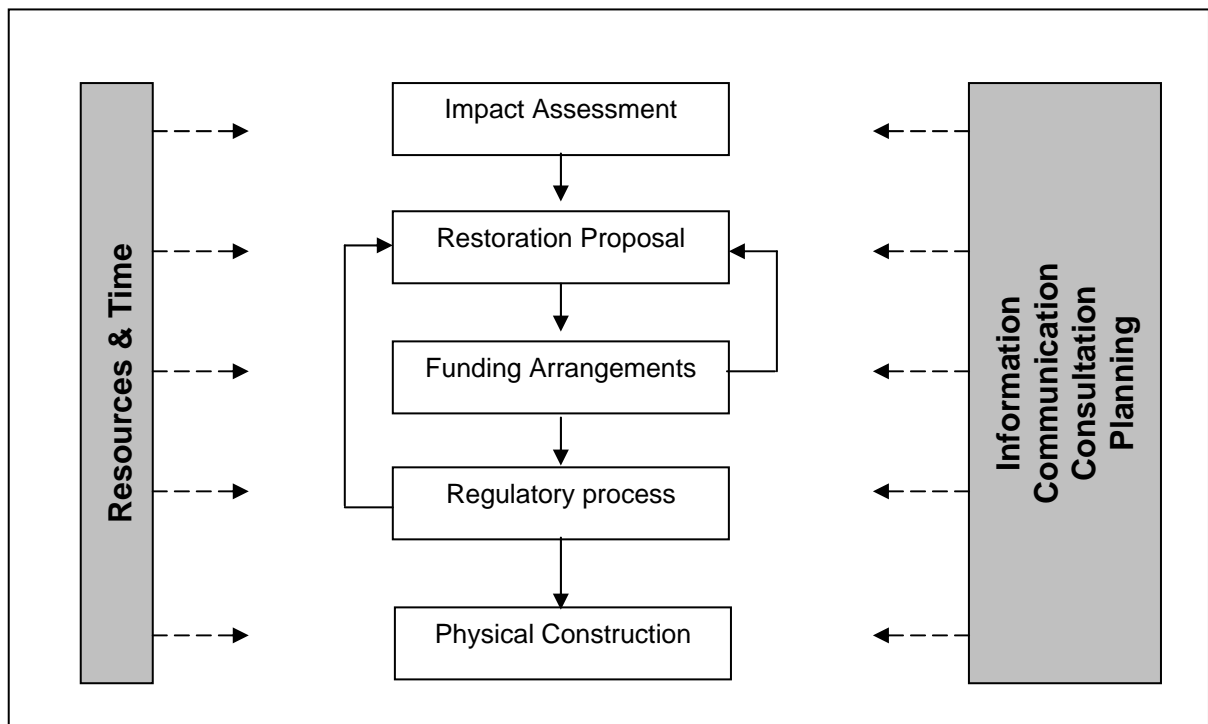 Resources & Time
Impact Assessment
Restoration Proposal
Funding Arrangements
Regulatory process
Physical Construction
Information
Communication
Consultation
Planning